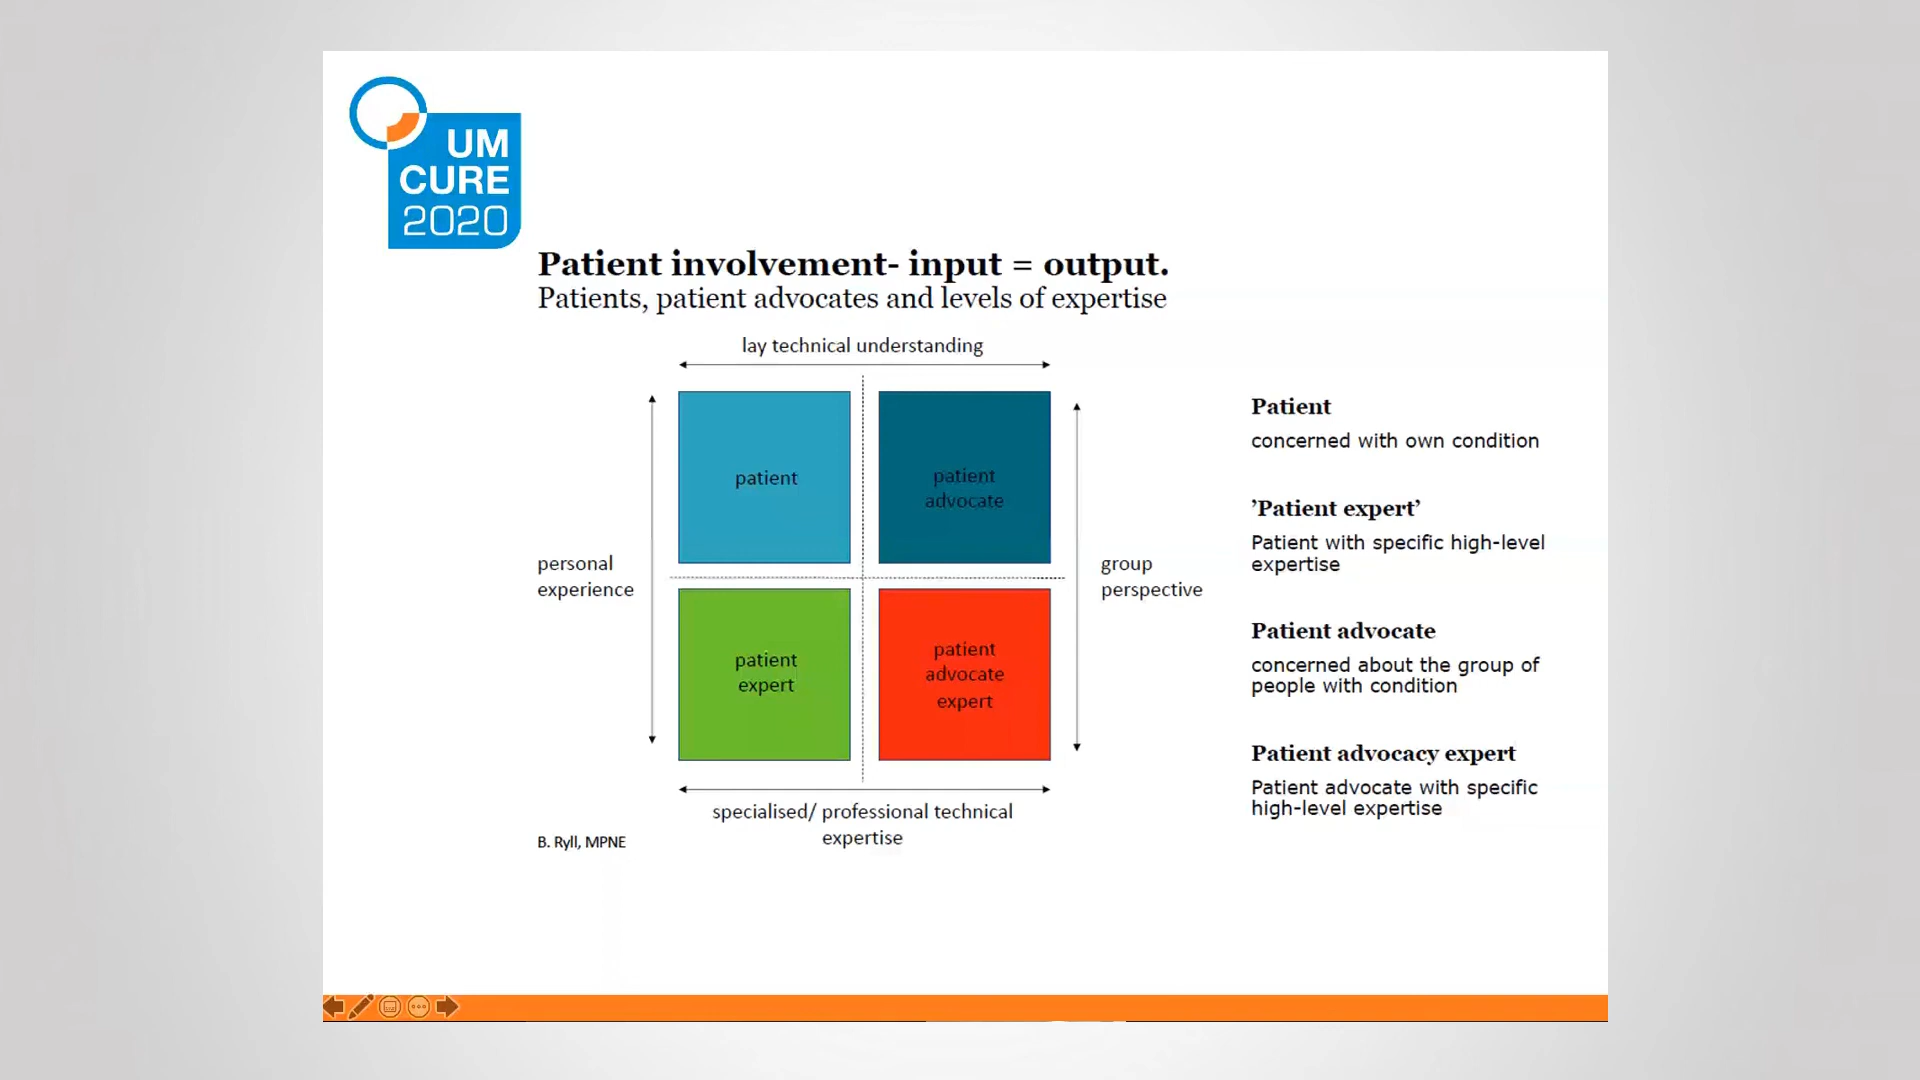 UM
CURE
2020
Patient involvement- input = output.
Patients, patient advocates and levels of expertise
lay technical understanding
patient
patient
advocate
personal
experience
group
perspective
patient
expert
patient
advocate
expert
specialised/ professional technical
expertise
B. Ryll, MPNE
Patient
concerned with own condition
’Patient expert’
Patient with specific high-level
expertise
Patient advocate
concerned about the group of
people with condition
Patient advocacy expert
Patient advocate with specific
high-level expertise